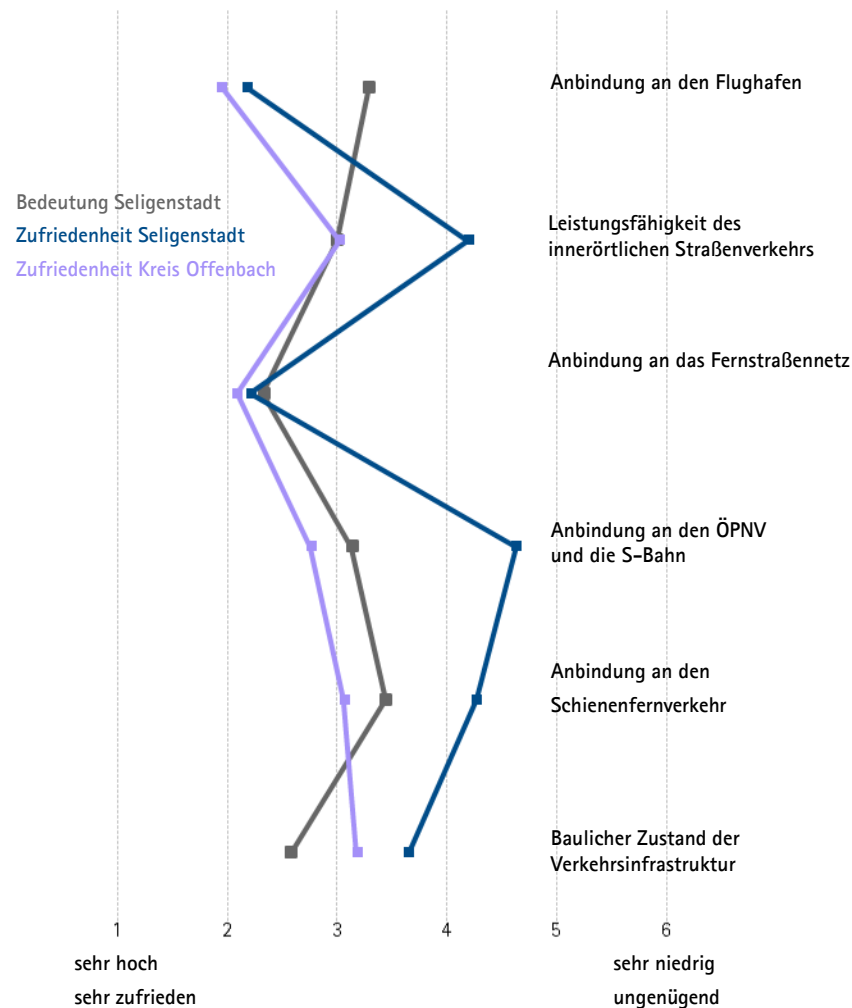 Anbindung an den Flughafen
Bedeutung Seligenstadt
Zufriedenheit Seligenstadt
Zufriedenheit Kreis Offenbach
Leistungsfähigkeit des
innerörtlichen Straßenverkehrs
Anbindung an das Fernstraßennetz
Anbindung an den ÖPNV
und die S-Bahn
Anbindung an den
Schienenfernverkehr
Baulicher Zustand der
Verkehrsinfrastruktur
1 2 3 4 5 6
sehr hoch sehr niedrig
sehr zufrieden ungenügend